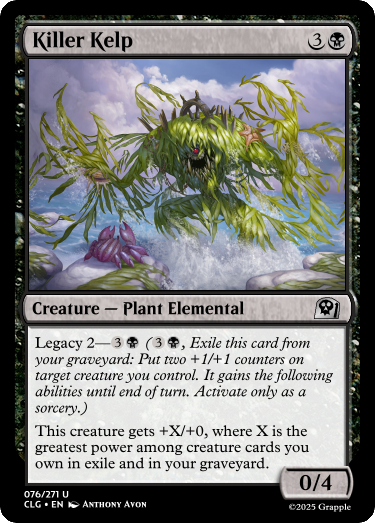 Killer Kelp 3
Creature — Plant Elemental
Legacy 2—3 (3, Exile this card from
your graveyard: Put two +1/+1 counters on
target creature you control. It gains the following
abilities until end of turn. Activate only as a
sorcery.)
This creature gets +X/+0, where X is the
greatest power among creature cards you
own in exile and in your graveyard.
0/4
076/271 U
CLG • EN Anthony Avon
©2025 Grapple